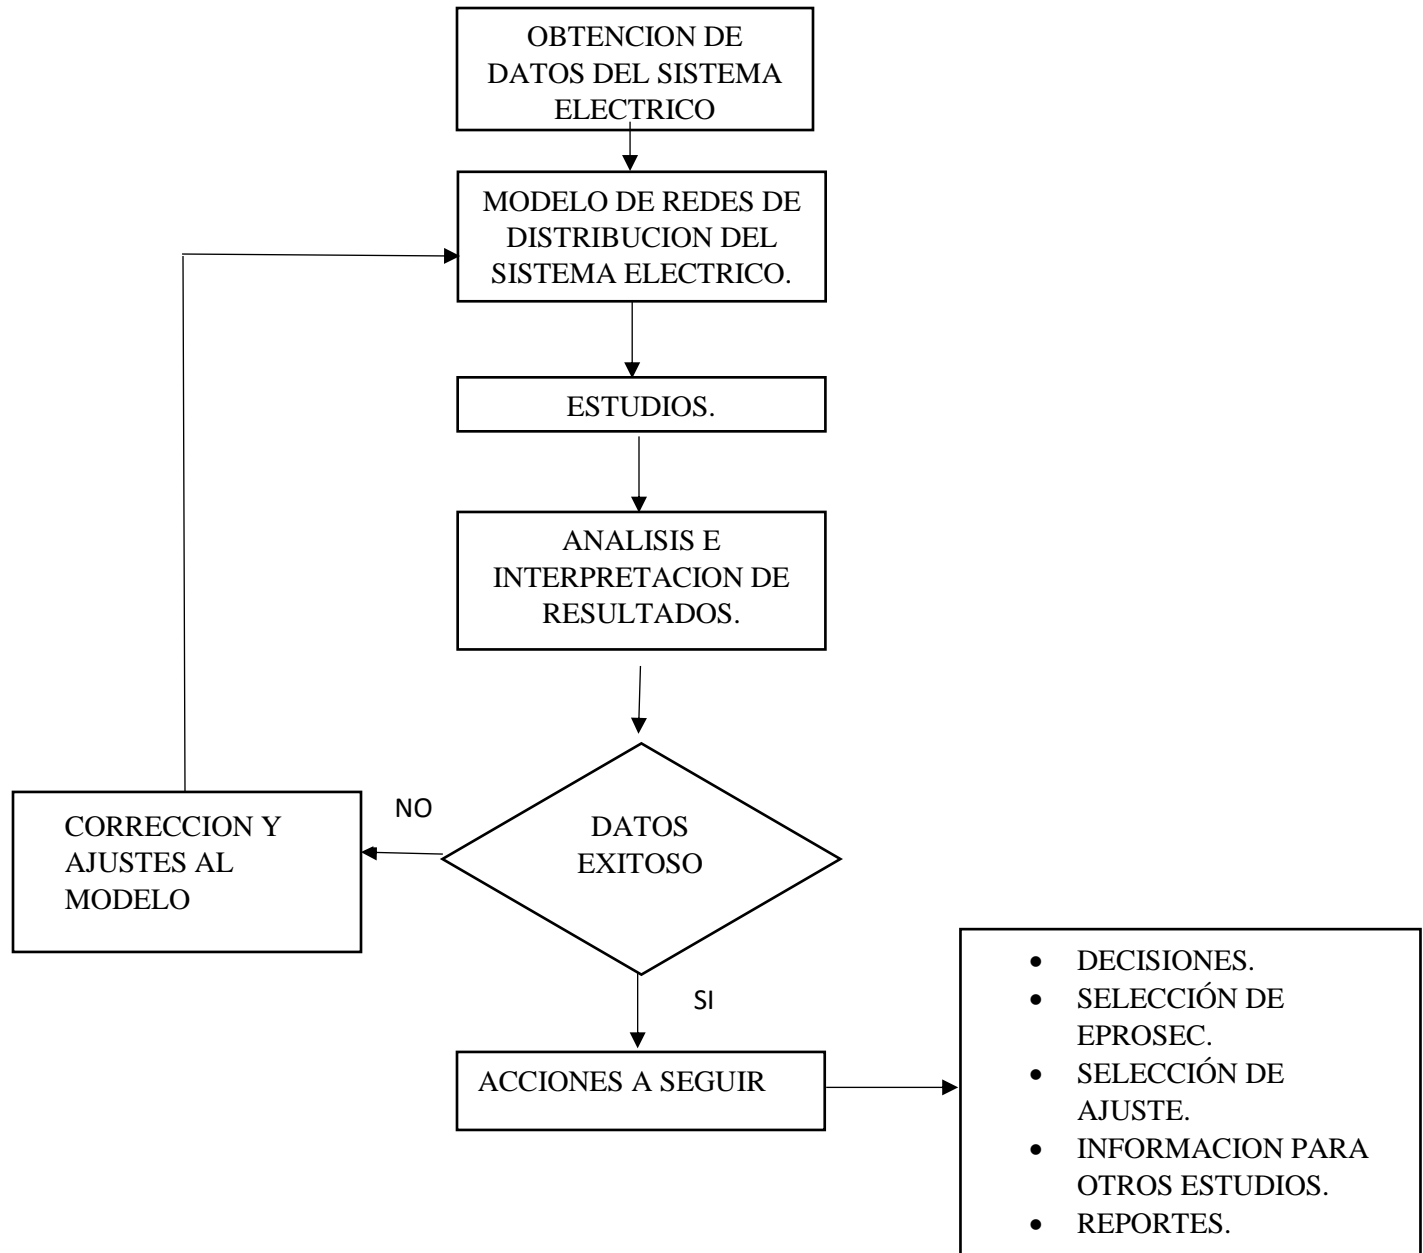 OBTENCION DE
DATOS DEL SISTEMA
ELECTRICO
MODELO DE REDES DE
DISTRIBUCION DEL
SISTEMA ELECTRICO.
ESTUDIOS.
ANALISIS E
INTERPRETACION DE
RESULTADOS.
DATOS
EXITOSO
NO
CORRECCION Y
AJUSTES AL
MODELO
SI
ACCIONES A SEGUIR
• DECISIONES.
• SELECCIÓN DE
EPROSEC.
• SELECCIÓN DE
AJUSTE.
• INFORMACION PARA
OTROS ESTUDIOS.
• REPORTES.